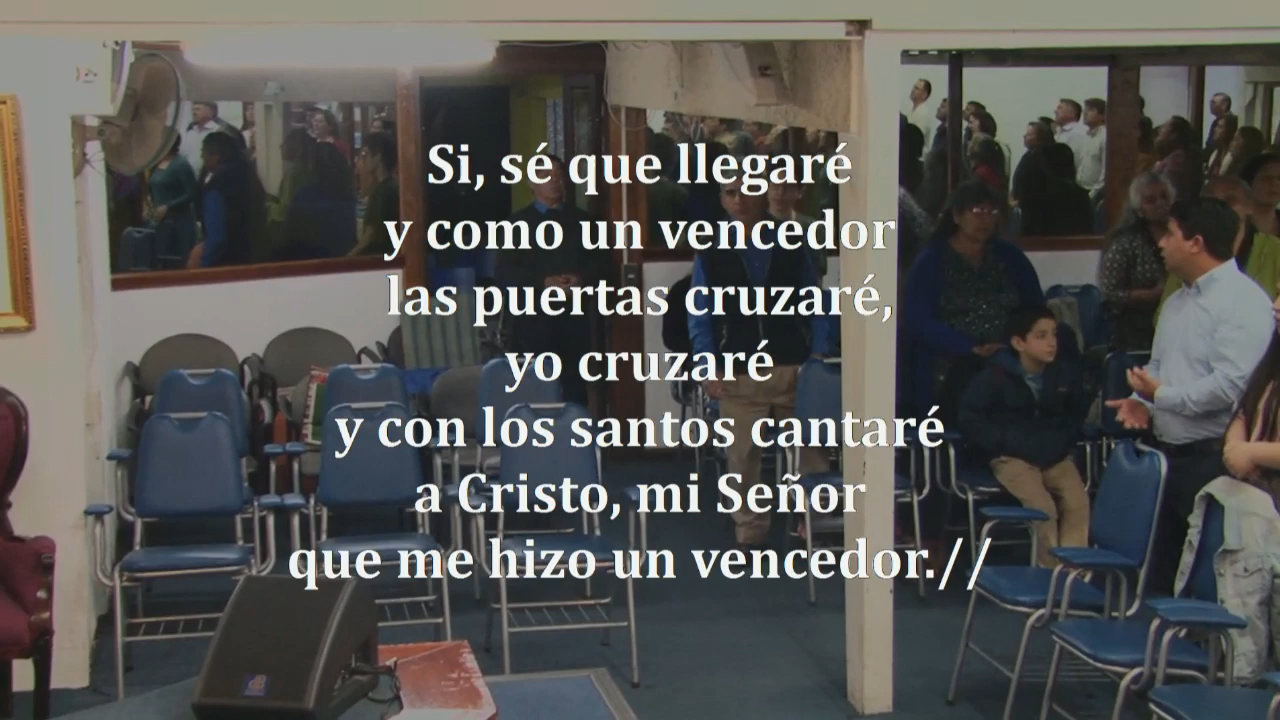 Si, sé que llegaré
y como un vencedor
las puertas cruzaré,
yo cruzaré
y con los santos cantaré
a Cristo, mi Señor
que me hizo un vencedor.//